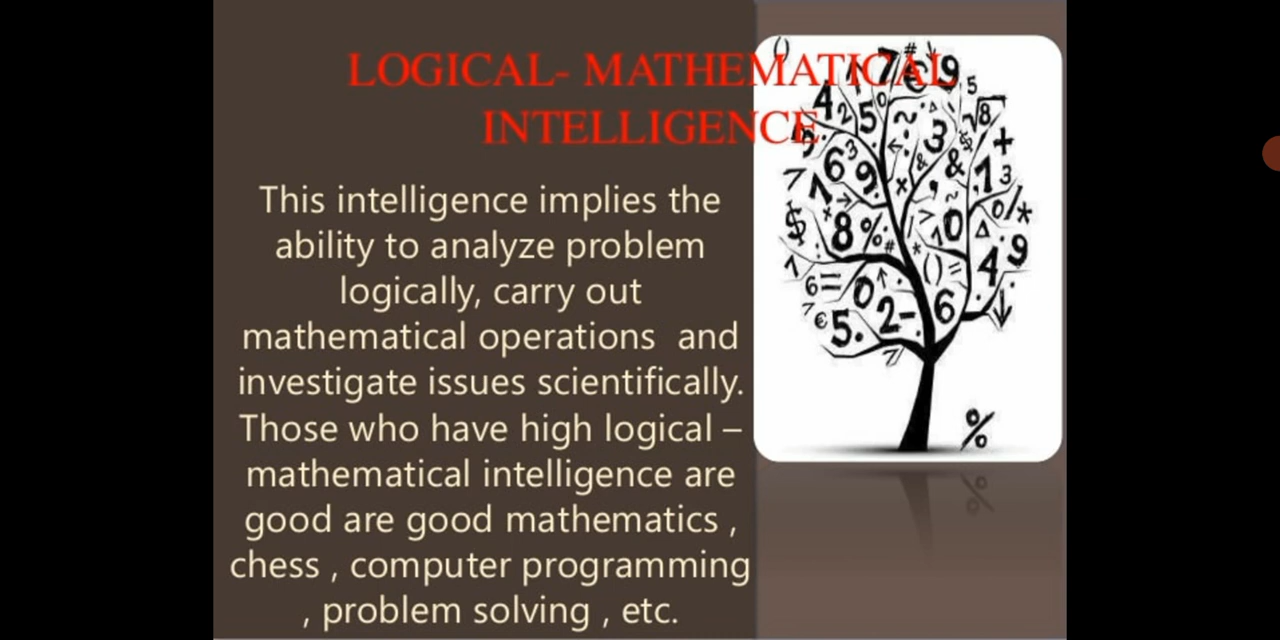 LOGICAL- MATHEMATICAL
INTELLIGENCE
This intelligence implies the
ability to analyze problem
logically, carry out
mathematical operations  and
investigate issues scientifically.
Those who have high logical –
mathematical intelligence are
good are good mathematics ,
chess , computer programming
, problem solving , etc.